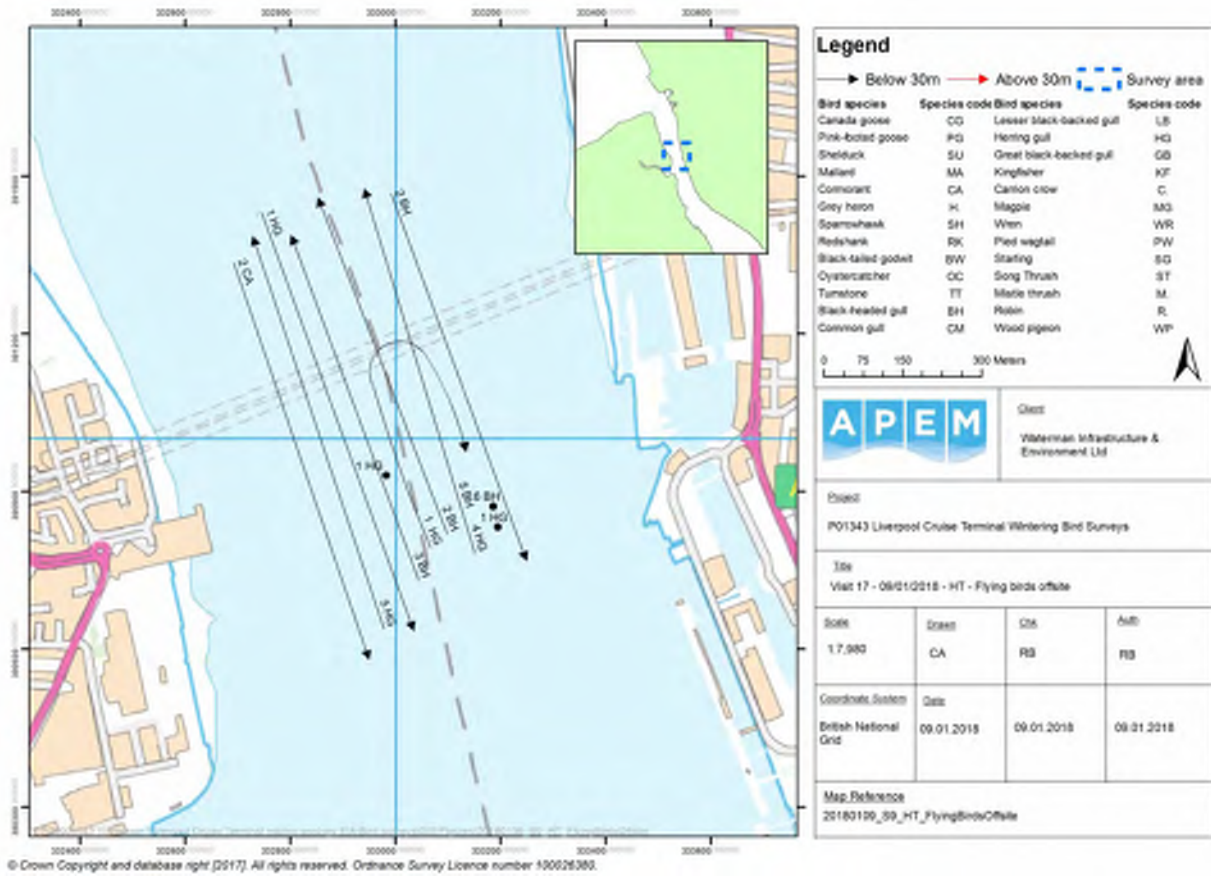 Legend
Below 30m Above 30m Survey area
Bird species Species code Bird species Species code
Canada goose CG Lesser black-backed gull LB
Pink-footed goose PG Herring gull HG
Shelduck SU Great black-backed gull GB
Mallard MA Kingfisher KF
Cormorant CA Carrion crow C.
Grey heron H. Magpie MG
Sparrowhawk SH Wren WR
Redshank RK Pied wagtail PW
Black-tailed godwit BW Starling SG
Oystercatcher OC Song Thrush ST
Turnstone TT Mistle thrush M.
Black-headed gull BH Robin R.
Common gull CM Wood pigeon WP
0 75 150 300 Meters
APEM
Client
Waterman Infrastructure &
Environment Ltd
Project
P01343 Liverpool Cruise Terminal Wintering Bird Surveys
Title
Visit 17 - 09/01/2018 - HT - Flying birds offsite
Scale Drawn Chk Auth
1:7,980 CA RB RB
Coordinate System Date
British National
Grid
09.01.2018 09.01.2018 09.01.2018
Map Reference
20180109_S9_HT_FlyingBirdsOffsite
2 BH
1 HG
2 CA
1 HG
5 BH
6 BH
1 HG
2 BH
4 HG
1 HG
3 BH
© Crown Copyright and database right [2017]. All rights reserved. Ordnance Survey Licence number 100026380.